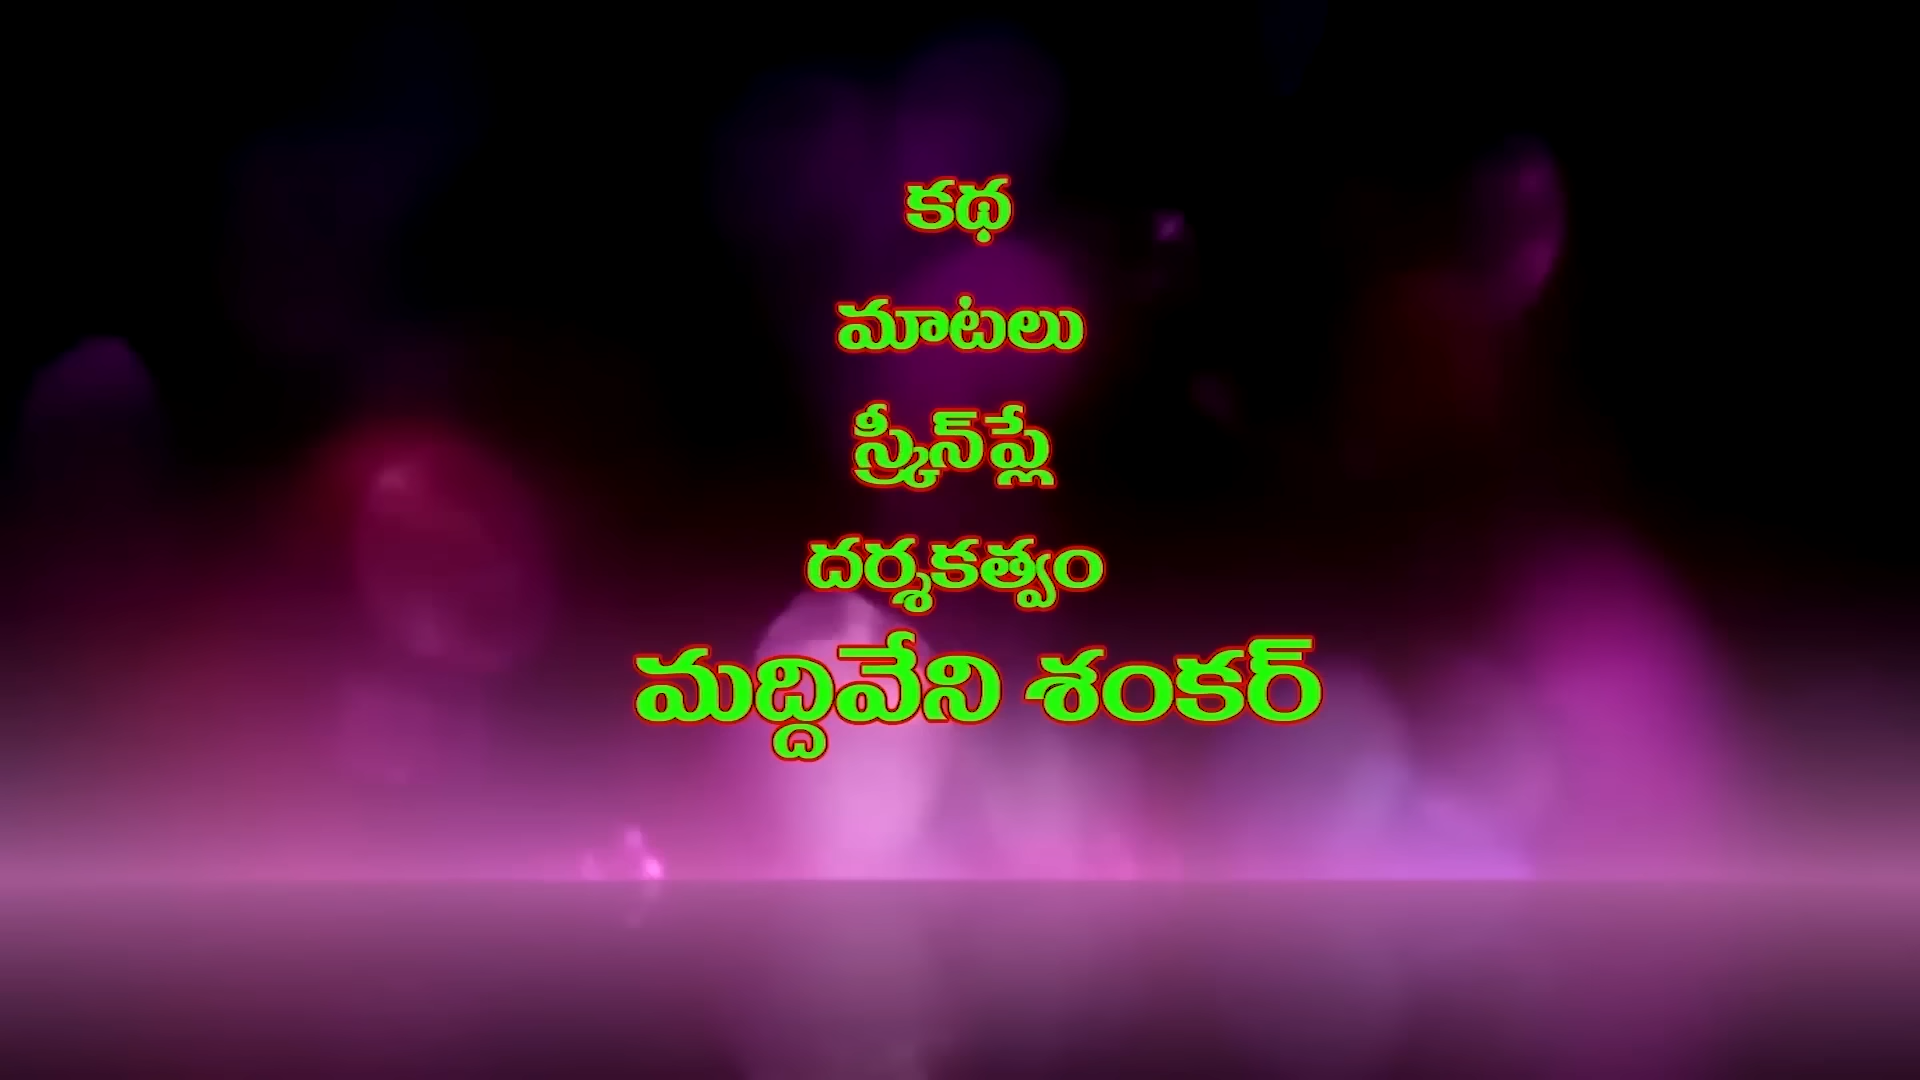 కథ
మాటలు
స్క్రీన్‌ప్లే
దర్శకత్వం
మద్దివేని శంకర్